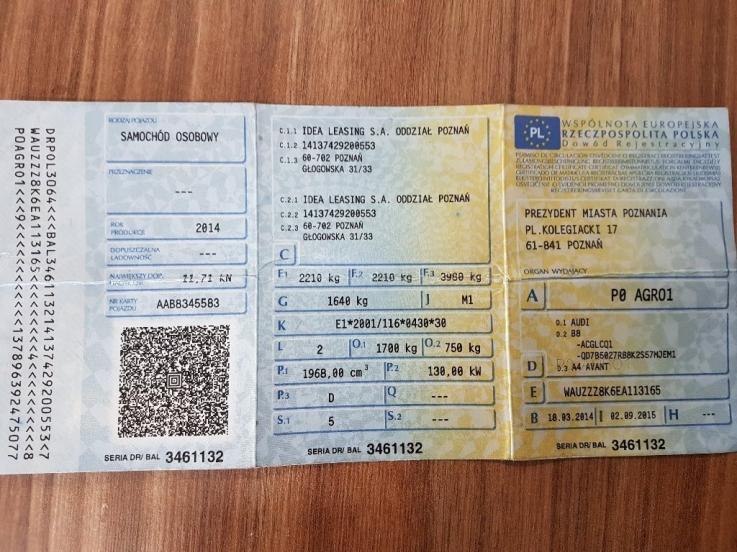 DRPOL3064<<<BAL3461132141374292005​53<7
WAUZZZ8K6EA113165<<<<<<<4<<<<<<<8
POAGRO1<<9<<<<<<<<<1378963924750​77
RODZAJ POJAZDU
SAMOCHÓD OSOBOWY
PRZEZNACZENIE
---
ROK PRODUKCJI
2014
DOPUSZCZALNA ŁADOWNOŚĆ
---
NAJWIĘKSZY DOP.
11,71 kN
NR KARTY POJAZDU
AAB8345583
SERIA DR/ BAL 3461132
C.1.1 IDEA LEASING S.A. ODDZIAŁ POZNAŃ
C.1.2 14137429200553
C.1.3 60-702 POZNAŃ
GŁOGOWSKA 31/33
C.2.1 IDEA LEASING S.A. ODDZIAŁ POZNAŃ
C.2.2 14137429200553
C.2.3 60-702 POZNAŃ
GŁOGOWSKA 31/33
C
F.1 2210 kg F.2 2210 kg F.3 3980 kg
G 1640 kg J M1
K E1*2001/116*0430*30
L 2 O.1 1700 kg O.2 750 kg
P.1 1968,00 cm³ P.2 130,00 kW
P.3 D Q ---
S.1 5 S.2 ---
SERIA DR/ BAL 3461132
PL
WSPÓLNOTA EUROPEJSKA
RZECZPOSPOLITA POLSKA
Dowód Rejestracyjny
PREZYDENT MIASTA POZNANIA
PL.KOLEGIACKI 17
61-841 POZNAŃ
ORGAN WYDAJĄCY
A P0 AGRO1
D.1 AUDI
D.2 B8
-ACGLCQ1
-QD7B5027RB8K2S57MJEM1
D D.3 A4 AVANT
E WAUZZZ8K6EA113165
B 18.03.2014 I 02.09.2015 H ---
SERIA DR/ BAL 3461132